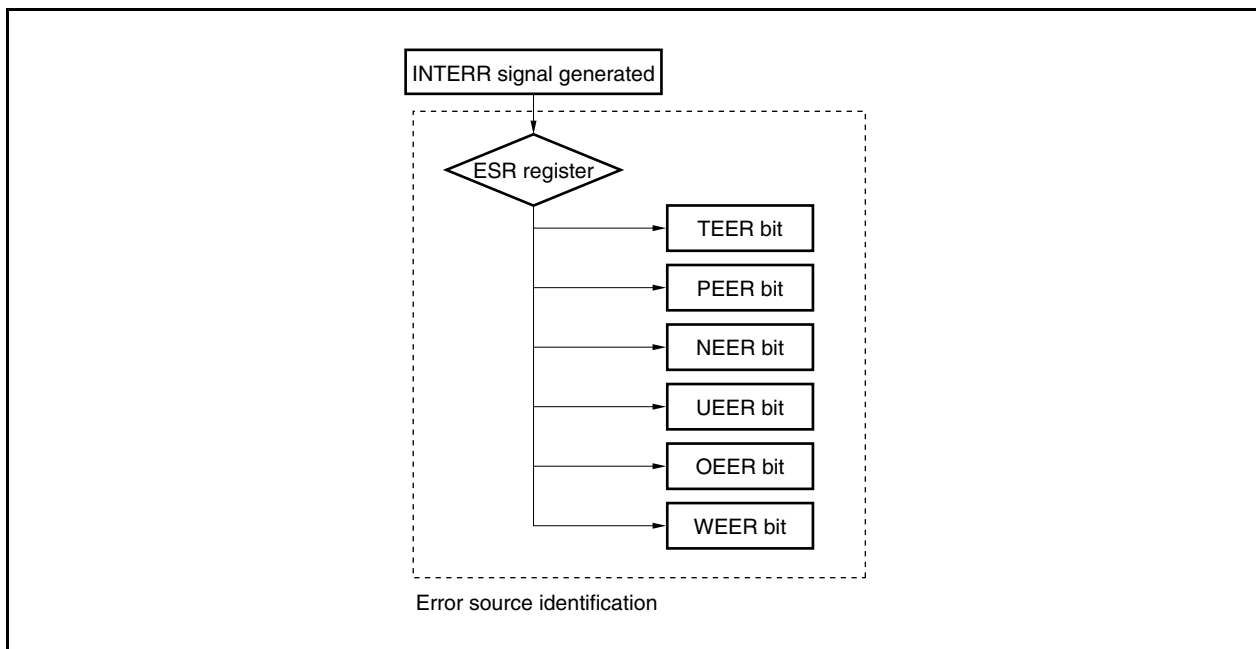 INTERR signal generated
ESR register
TEER bit
PEER bit
NEER bit
UEER bit
OEER bit
WEER bit
Error source identification